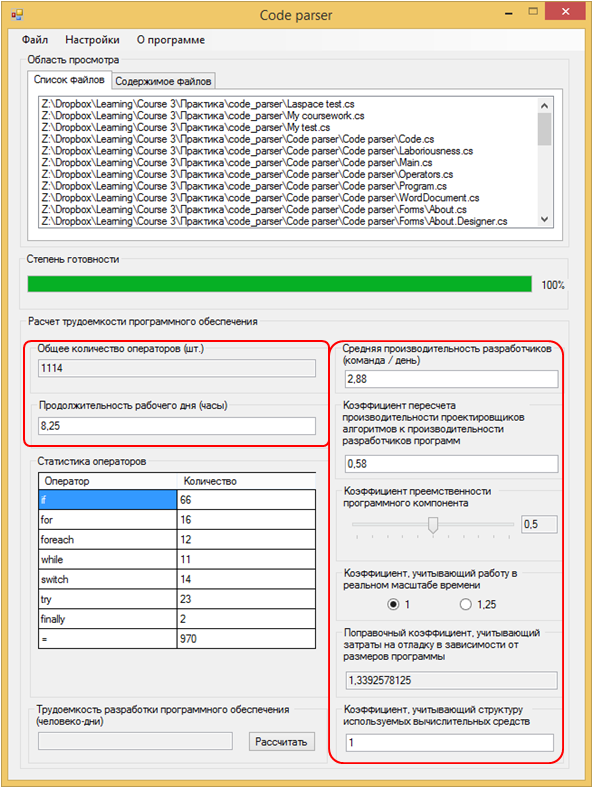 Code parser
Файл Настройки О программе
Область просмотра
Список файлов Содержимое файлов
Z:\Dropbox\Learning\Course 3\Практика\code_parser\Laspace test.cs
Z:\Dropbox\Learning\Course 3\Практика\code_parser\My coursework.cs
Z:\Dropbox\Learning\Course 3\Практика\code_parser\My test.cs
Z:\Dropbox\Learning\Course 3\Практика\code_parser\Code parser\Code parser\Code.cs
Z:\Dropbox\Learning\Course 3\Практика\code_parser\Code parser\Code parser\Laboriousness.cs
Z:\Dropbox\Learning\Course 3\Практика\code_parser\Code parser\Code parser\Main.cs
Z:\Dropbox\Learning\Course 3\Практика\code_parser\Code parser\Code parser\Operators.cs
Z:\Dropbox\Learning\Course 3\Практика\code_parser\Code parser\Code parser\Program.cs
Z:\Dropbox\Learning\Course 3\Практика\code_parser\Code parser\Code parser\WordDocument.cs
Z:\Dropbox\Learning\Course 3\Практика\code_parser\Code parser\Code parser\Forms\About.cs
Z:\Dropbox\Learning\Course 3\Практика\code_parser\Code parser\Code parser\Forms\About.Designer.cs
Степень готовности
100%
Расчет трудоемкости программного обеспечения
Общее количество операторов (шт.)
1114
Продолжительность рабочего дня (часы)
8,25
Статистика операторов
Оператор Количество
if 66
for 16
foreach 12
while 11
switch 14
try 23
finally 2
= 970
Трудоемкость разработки программного обеспечения
(человеко-дни)
Рассчитать
Средняя производительность разработчиков
(команда / день)
2,88
Коэффициент пересчета
производительности проектировщиков
алгоритмов к производительности
разработчиков программ
0,58
Коэффициент преемственности
программного компонента
0,5
Коэффициент, учитывающий работу в
реальном масштабе времени
1 1,25
Поправочный коэффициент, учитывающий
затраты на отладку в зависимости от
размеров программы
1,3392578125
Коэффициент, учитывающий структуру
используемых вычислительных средств
1